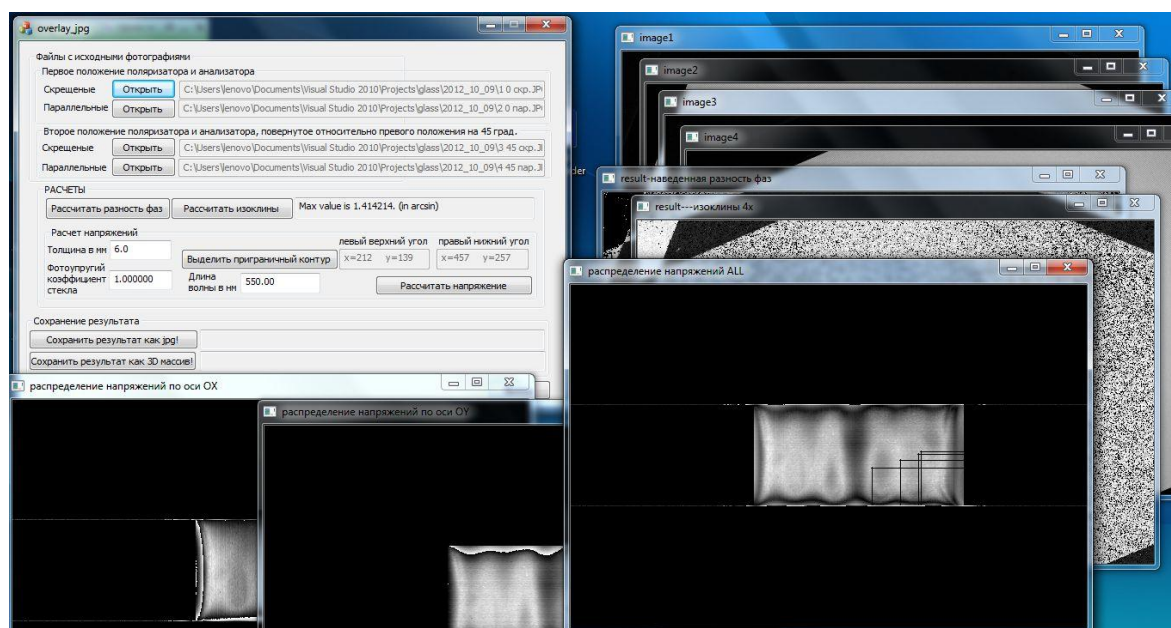 overlay_jpg
Файлы с исходными фотографиями
Первое положение поляризатора и анализатора
Скрещеные Открыть C:\Users\lenovo\Documents\Visual Studio 2010\Projects\glass\2012_10_09\1 0 скр.JP
Параллельные Открыть C:\Users\lenovo\Documents\Visual Studio 2010\Projects\glass\2012_10_09\2 0 пар.JP
Второе положение поляризатора и анализатора, повернутое относительно превого положения на 45 град.
Скрещеные Открыть C:\Users\lenovo\Documents\Visual Studio 2010\Projects\glass\2012_10_09\3 45 скр.J
Параллельные Открыть C:\Users\lenovo\Documents\Visual Studio 2010\Projects\glass\2012_10_09\4 45 пар.J
РАСЧЕТЫ
Рассчитать разность фаз Рассчитать изоклины Max value is 1.414214. (in arcsin)
Расчет напряжений
левый верхний угол правый нижний угол
Толщина в мм 6.0 Выделить приграничный контур x=212 y=139 x=457 y=257
Фотоупругий
коэффициент
стекла 1.000000
Длина
волны в нм 550.00 Рассчитать напряжение
Сохранение результата
Сохранить результат как jpg!
Сохранить результат как 3D массив!
image1
image2
image3
image4
der
result-наведенная разность фаз
result---изоклины 4x
распределение напряжений ALL
распределение напряжений по оси OX
распределение напряжений по оси OY